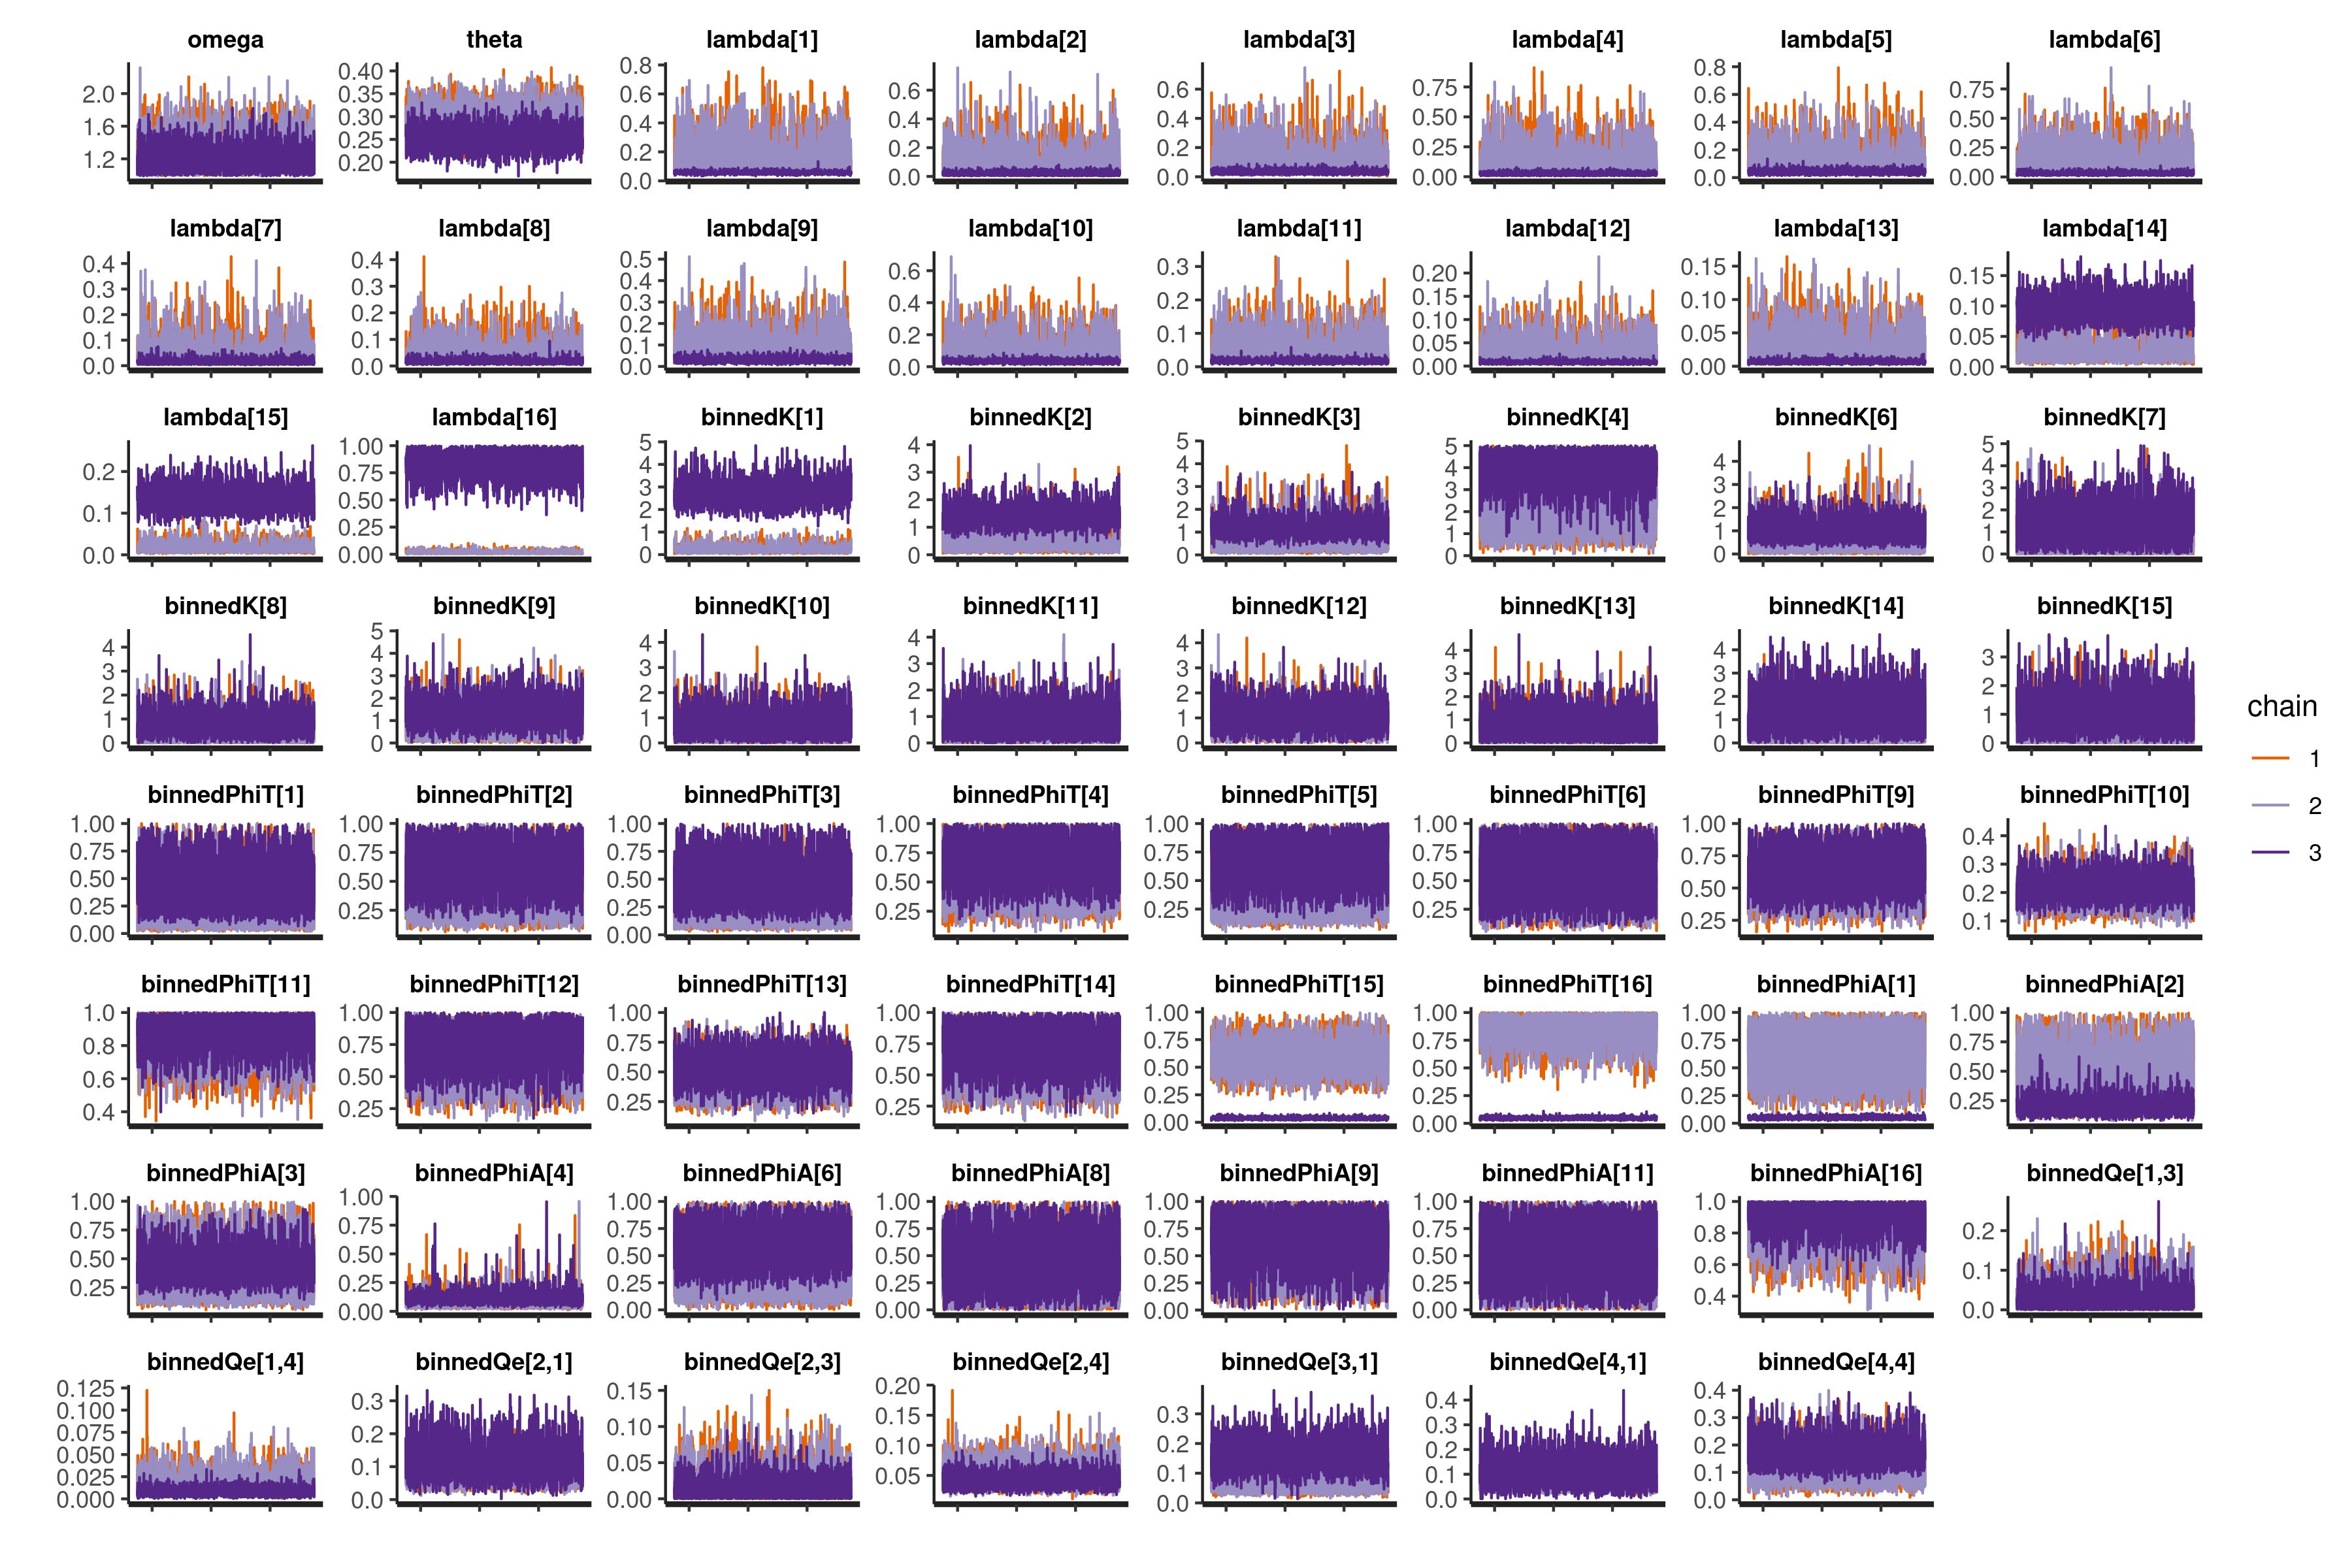 omega theta lambda[1] lambda[2] lambda[3] lambda[4] lambda[5] lambda[6]
2.0 1.6 1.2
0.40 0.35 0.30 0.25 0.20
0.8 0.6 0.4 0.2 0.0
0.6 0.4 0.2 0.0
0.6 0.4 0.2 0.0
0.75 0.50 0.25 0.00
0.8 0.6 0.4 0.2 0.0
0.75 0.50 0.25 0.00
lambda[7] lambda[8] lambda[9] lambda[10] lambda[11] lambda[12] lambda[13] lambda[14]
0.4 0.3 0.2 0.1 0.0
0.4 0.3 0.2 0.1 0.0
0.5 0.4 0.3 0.2 0.1 0.0
0.6 0.4 0.2 0.0
0.3 0.2 0.1 0.0
0.20 0.15 0.10 0.05 0.00
0.15 0.10 0.05 0.00
0.15 0.10 0.05 0.00
lambda[15] lambda[16] binnedK[1] binnedK[2] binnedK[3] binnedK[4] binnedK[6] binnedK[7]
0.2 0.1 0.0
1.00 0.75 0.50 0.25 0.00
5 4 3 2 1 0
4 3 2 1 0
5 4 3 2 1 0
5 4 3 2 1 0
4 3 2 1 0
5 4 3 2 1 0
binnedK[8] binnedK[9] binnedK[10] binnedK[11] binnedK[12] binnedK[13] binnedK[14] binnedK[15]
4 3 2 1 0
5 4 3 2 1 0
4 3 2 1 0
4 3 2 1 0
4 3 2 1 0
4 3 2 1 0
4 3 2 1 0
3 2 1 0
binnedPhiT[1] binnedPhiT[2] binnedPhiT[3] binnedPhiT[4] binnedPhiT[5] binnedPhiT[6] binnedPhiT[9] binnedPhiT[10]
1.00 0.75 0.50 0.25 0.00
1.00 0.75 0.50 0.25
1.00 0.75 0.50 0.25 0.00
1.00 0.75 0.50 0.25
1.00 0.75 0.50 0.25
1.00 0.75 0.50 0.25
1.00 0.75 0.50 0.25
0.4 0.3 0.2 0.1
binnedPhiT[11] binnedPhiT[12] binnedPhiT[13] binnedPhiT[14] binnedPhiT[15] binnedPhiT[16] binnedPhiA[1] binnedPhiA[2]
1.0 0.8 0.6 0.4
1.00 0.75 0.50 0.25
1.00 0.75 0.50 0.25
1.00 0.75 0.50 0.25
1.00 0.75 0.50 0.25 0.00
1.00 0.75 0.50 0.25 0.00
1.00 0.75 0.50 0.25 0.00
1.00 0.75 0.50 0.25
binnedPhiA[3] binnedPhiA[4] binnedPhiA[6] binnedPhiA[8] binnedPhiA[9] binnedPhiA[11] binnedPhiA[16] binnedQe[1,3]
1.00 0.75 0.50 0.25
1.00 0.75 0.50 0.25 0.00
1.00 0.75 0.50 0.25 0.00
1.00 0.75 0.50 0.25 0.00
1.00 0.75 0.50 0.25 0.00
1.00 0.75 0.50 0.25 0.00
1.0 0.8 0.6 0.4
0.2 0.1 0.0
binnedQe[1,4] binnedQe[2,1] binnedQe[2,3] binnedQe[2,4] binnedQe[3,1] binnedQe[4,1] binnedQe[4,4]
0.125 0.100 0.075 0.050 0.025 0.000
0.3 0.2 0.1 0.0
0.15 0.10 0.05 0.00
0.20 0.15 0.10 0.05
0.3 0.2 0.1 0.0
0.4 0.3 0.2 0.1 0.0
0.4 0.3 0.2 0.1 0.0
chain
1
2
3